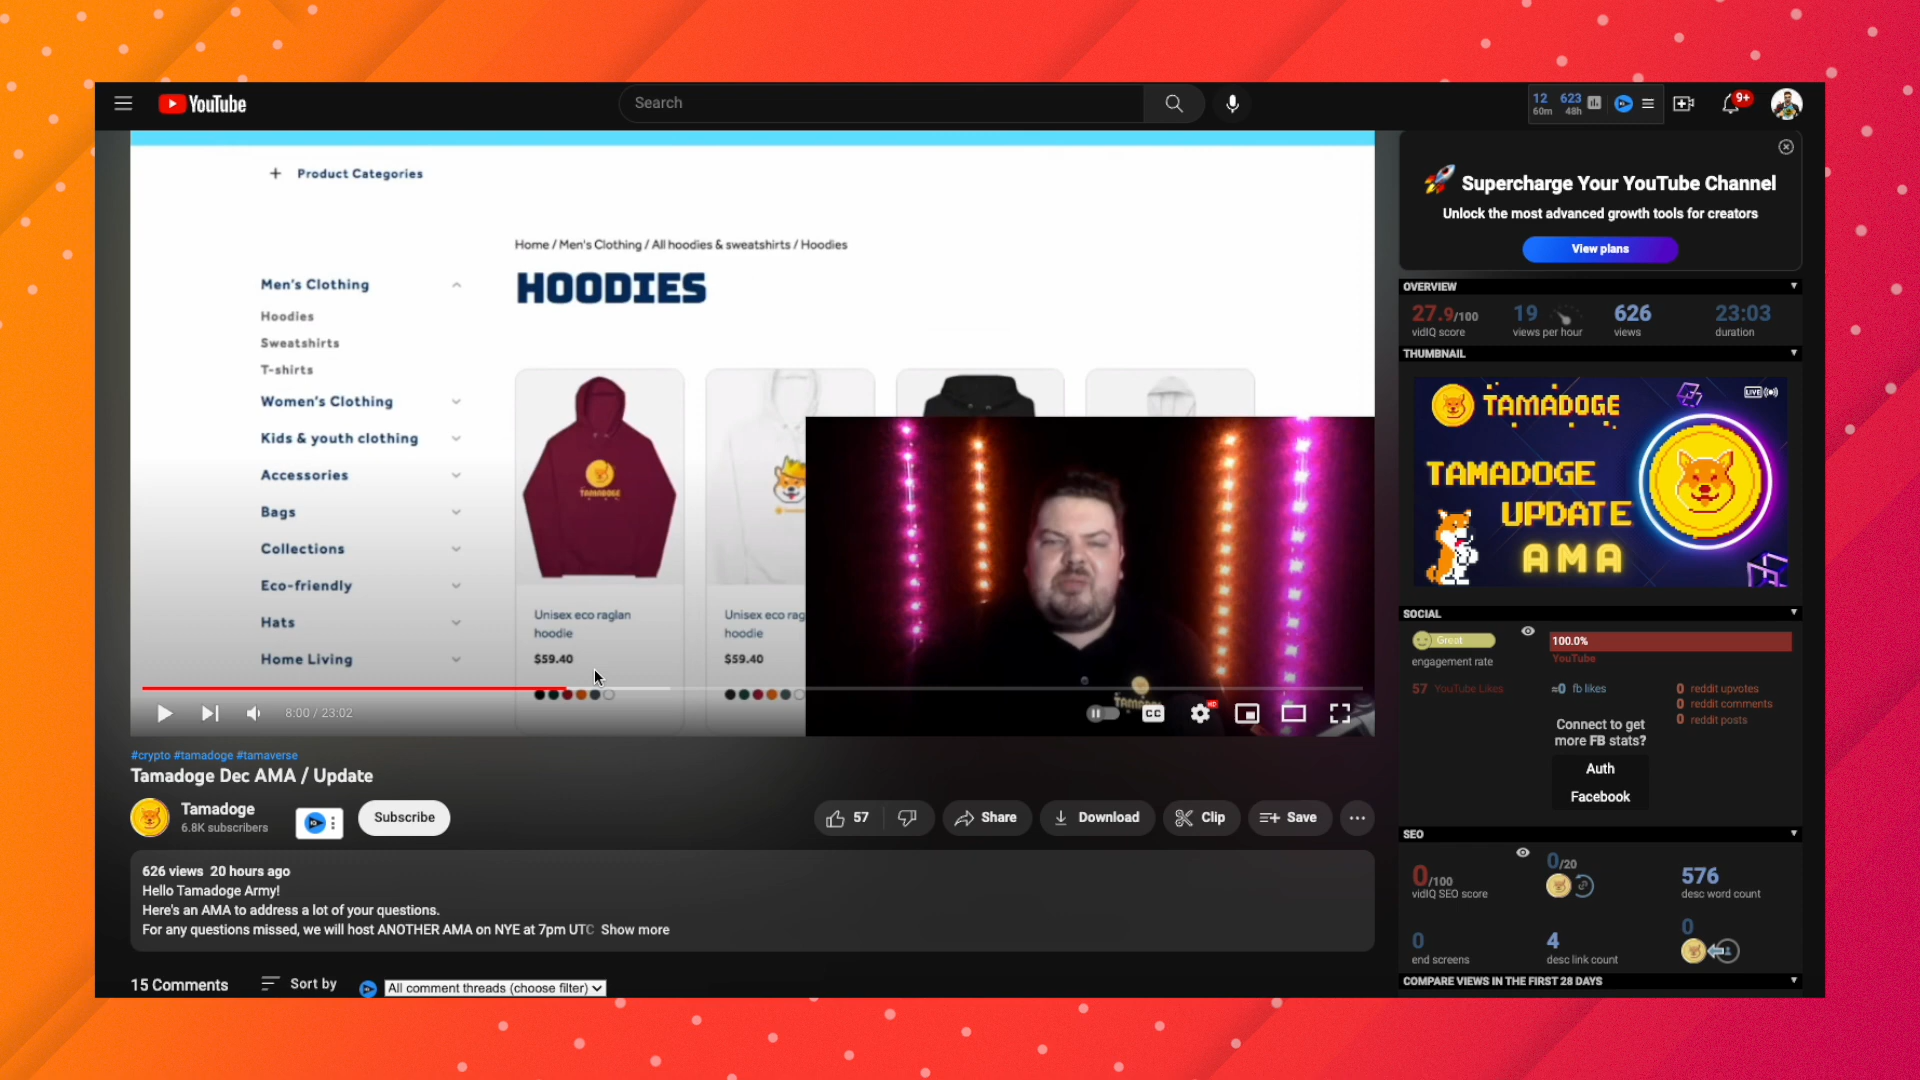 YouTube
Search
12
60m
623
48h
9+
Product Categories
Home / Men's Clothing / All hoodies & sweatshirts / Hoodies
HOODIES
Men's Clothing
Hoodies
Sweatshirts
T-shirts
Women's Clothing
Kids & youth clothing
Accessories
Bags
Collections
Eco-friendly
Hats
Home Living
TAMADOGE
Unisex eco raglan
hoodie
$59.40
Unisex eco rag
hoodie
$59.40
8:00 / 23:02
CC
HD
#crypto #tamadoge #tamaverse
Tamadoge Dec AMA / Update
Tamadoge
6.8K subscribers
Subscribe
57
Share
Download
Clip
Save
626 views 20 hours ago
Hello Tamadoge Army!
Here's an AMA to address a lot of your questions.
For any questions missed, we will host ANOTHER AMA on NYE at 7pm UTC Show more
15 Comments
Sort by
All comment threads (choose filter)
Supercharge Your YouTube Channel
Unlock the most advanced growth tools for creators
View plans
OVERVIEW
27.9/100
vidIQ score
19
views per hour
626
views
23:03
duration
THUMBNAIL
TAMADOGE
LIVE
TAMADOGE
UPDATE
AMA
SOCIAL
Great
engagement rate
100.0%
YouTube
57 YouTube Likes
≈0 fb likes
0 reddit upvotes
0 reddit comments
0 reddit posts
Connect to get
more FB stats?
Auth
Facebook
SEO
0/100
vidIQ SEO score
0/20
576
desc word count
0
end screens
4
desc link count
0
COMPARE VIEWS IN THE FIRST 28 DAYS